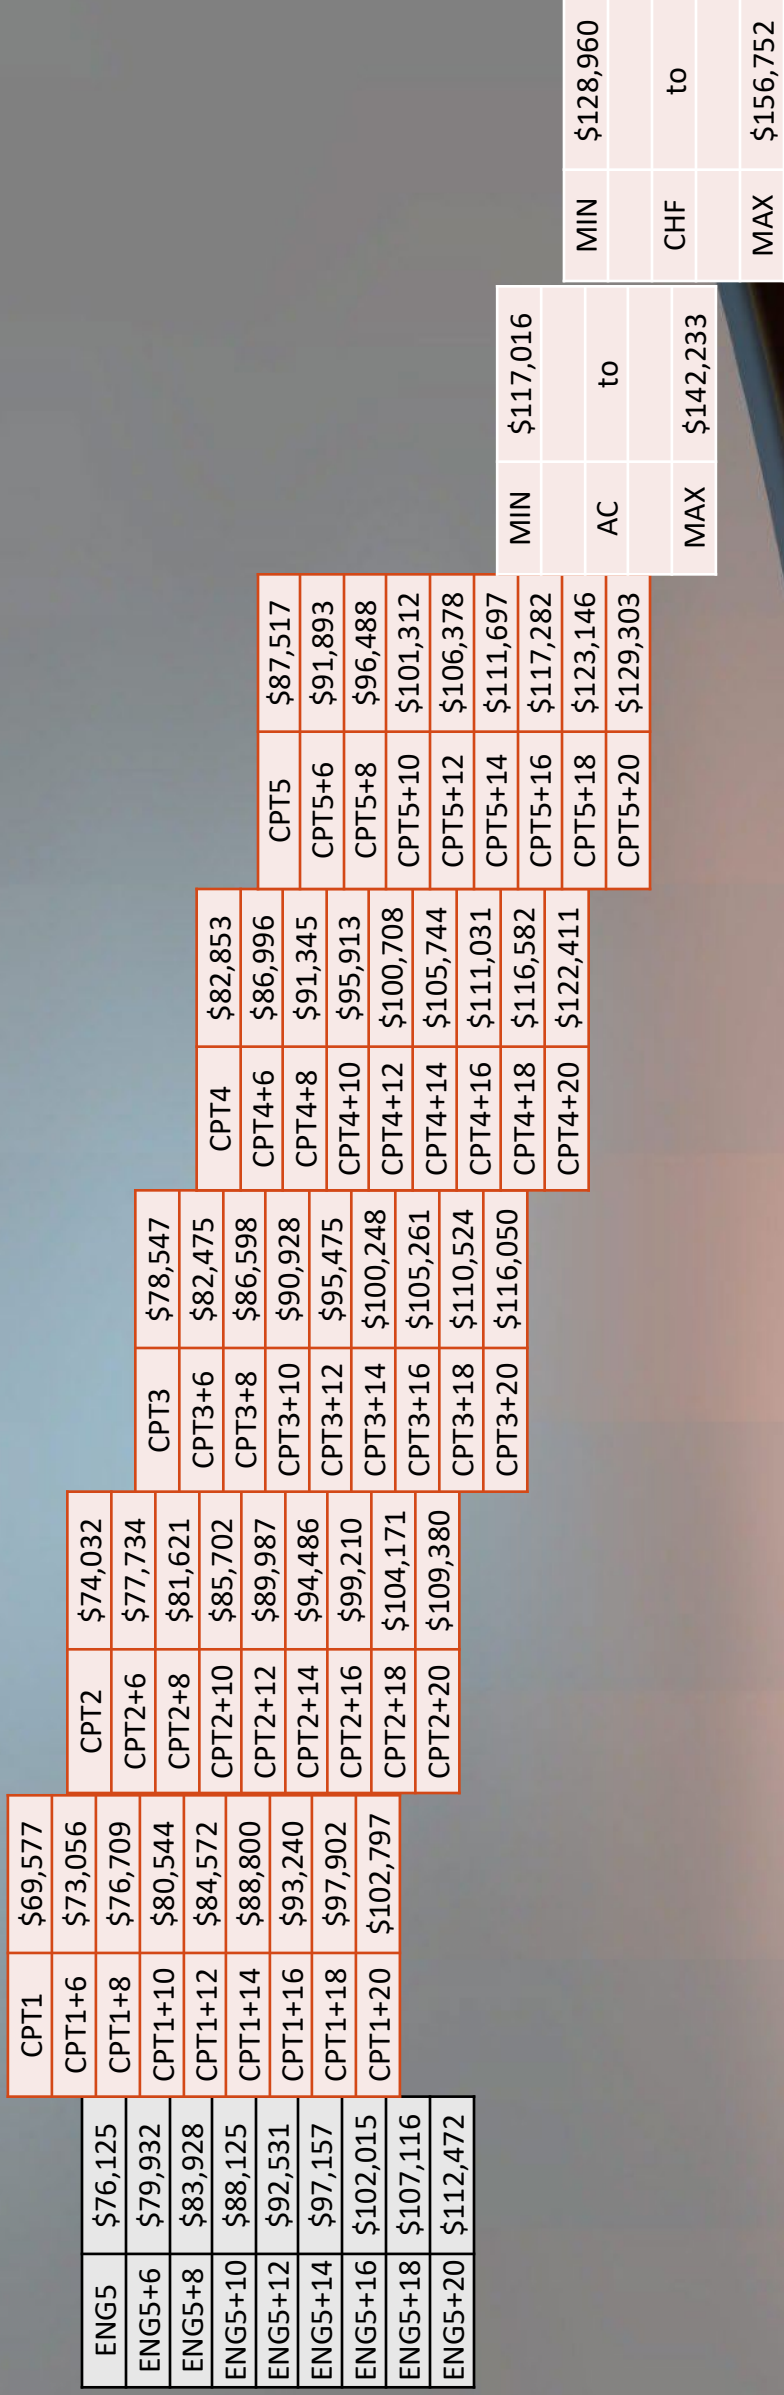 ENG5 $76,125
ENG5+6 $79,932
ENG5+8 $83,928
ENG5+10 $88,125
ENG5+12 $92,531
ENG5+14 $97,157
ENG5+16 $102,015
ENG5+18 $107,116
ENG5+20 $112,472
CPT1 $69,577
CPT1+6 $73,056
CPT1+8 $76,709
CPT1+10 $80,544
CPT1+12 $84,572
CPT1+14 $88,800
CPT1+16 $93,240
CPT1+18 $97,902
CPT1+20 $102,797
CPT2 $74,032
CPT2+6 $77,734
CPT2+8 $81,621
CPT2+10 $85,702
CPT2+12 $89,987
CPT2+14 $94,486
CPT2+16 $99,210
CPT2+18 $104,171
CPT2+20 $109,380
CPT3 $78,547
CPT3+6 $82,475
CPT3+8 $86,598
CPT3+10 $90,928
CPT3+12 $95,475
CPT3+14 $100,248
CPT3+16 $105,261
CPT3+18 $110,524
CPT3+20 $116,050
CPT4 $82,853
CPT4+6 $86,996
CPT4+8 $91,345
CPT4+10 $95,913
CPT4+12 $100,708
CPT4+14 $105,744
CPT4+16 $111,031
CPT4+18 $116,582
CPT4+20 $122,411
CPT5 $87,517
CPT5+6 $91,893
CPT5+8 $96,488
CPT5+10 $101,312
CPT5+12 $106,378
CPT5+14 $111,697
CPT5+16 $117,282
CPT5+18 $123,146
CPT5+20 $129,303
MIN $117,016
AC to
MAX $142,233
MIN $128,960
CHF to
MAX $156,752